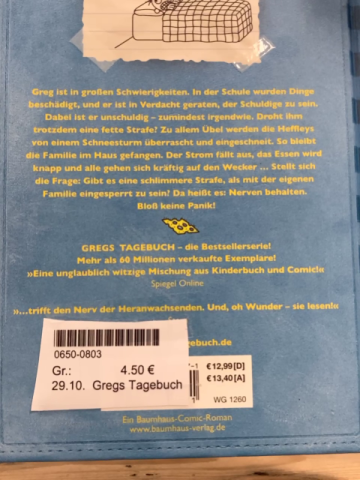 Greg ist in großen Schwierigkeiten. In der Schule wurden Dinge
beschädigt, und er ist in Verdacht geraten, der Schuldige zu sein.
Dabei ist er unschuldig – zumindest irgendwie. Droht ihm
trotzdem eine fette Strafe? Zu allem Übel werden die Heffleys
von einem Schneesturm überrascht und eingeschneit. So bleibt
die Familie im Haus gefangen. Der Strom fällt aus, das Essen wird
knapp und alle gehen sich kräftig auf den Wecker ... Stellt sich
die Frage: Gibt es eine schlimmere Strafe, als mit der eigenen
Familie eingesperrt zu sein? Da heißt es: Nerven behalten.
Bloß keine Panik!
GREGS TAGEBUCH – die Bestsellerserie!
Mehr als 60 Millionen verkaufte Exemplare!
»Eine unglaublich witzige Mischung aus Kinderbuch und Comic!«
Spiegel Online
»...trifft den Nerv der Heranwachsenden. Und, oh Wunder – sie lesen!«
gebuch.de
0650-0803
Gr.: 4.50 €
29.10. Gregs Tagebuch
-1 € 12,99 [D]
€ 13,40 [A]
1 WG 1260
Ein Baumhaus-Comic-Roman
www.baumhaus-verlag.de